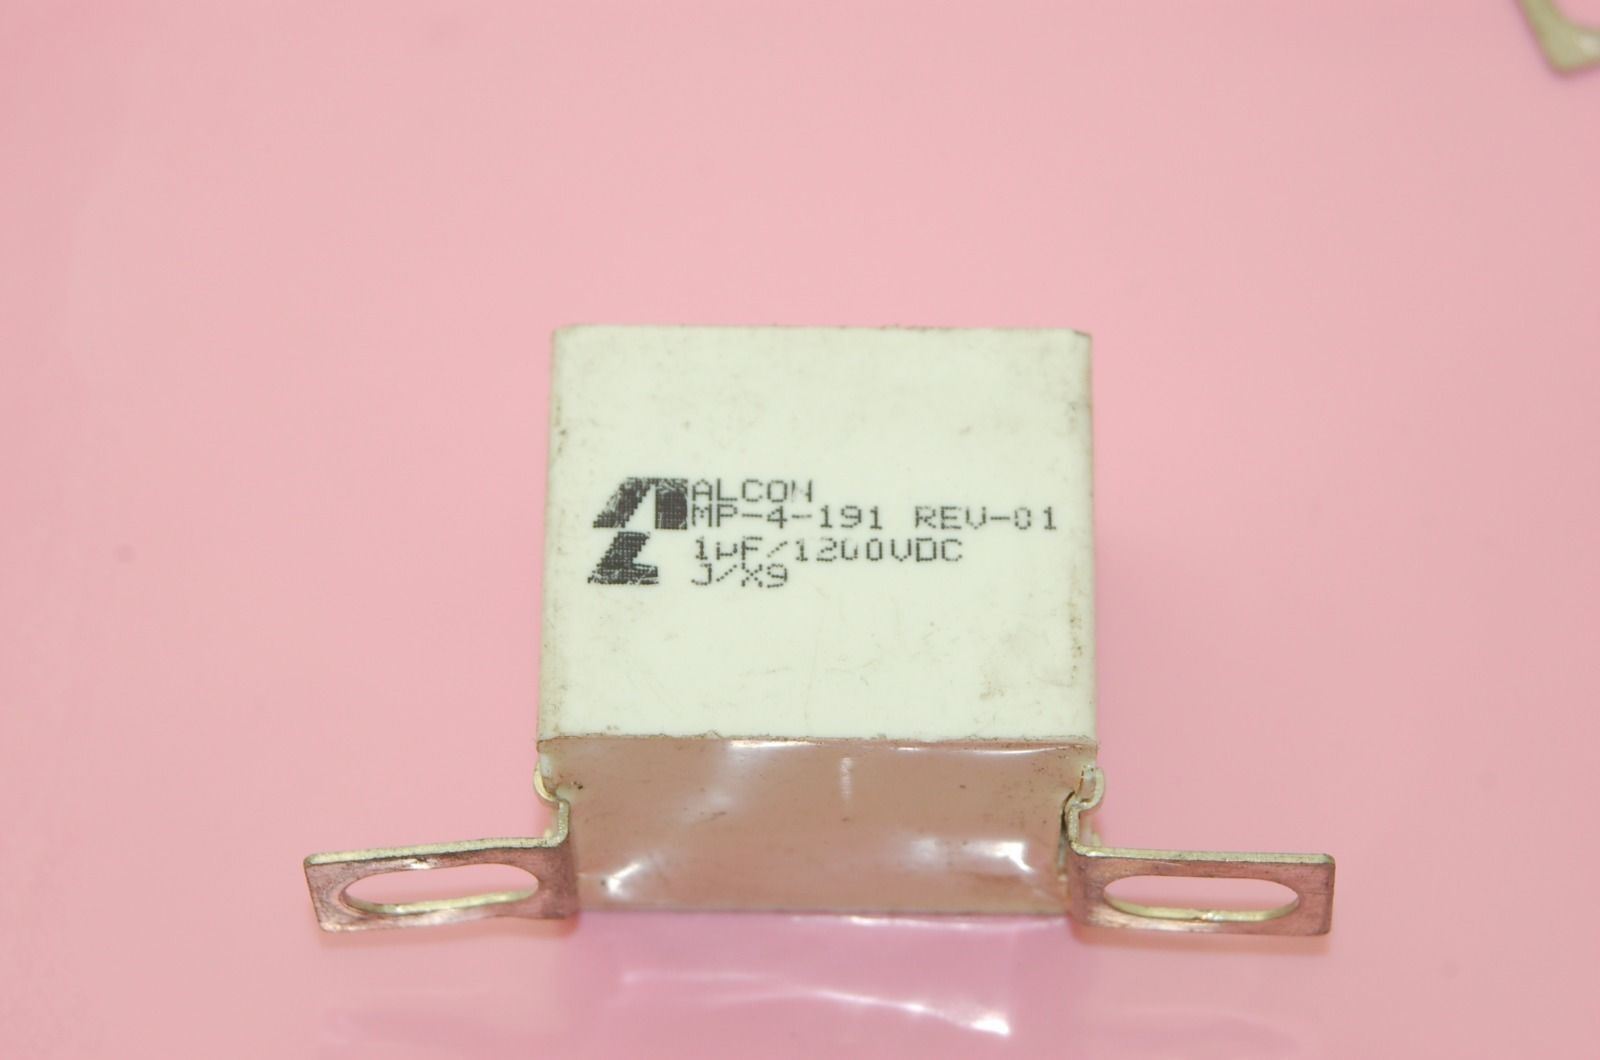 ALCON
MP-4-191 REV-01
1µF/1200VDC
J/X9